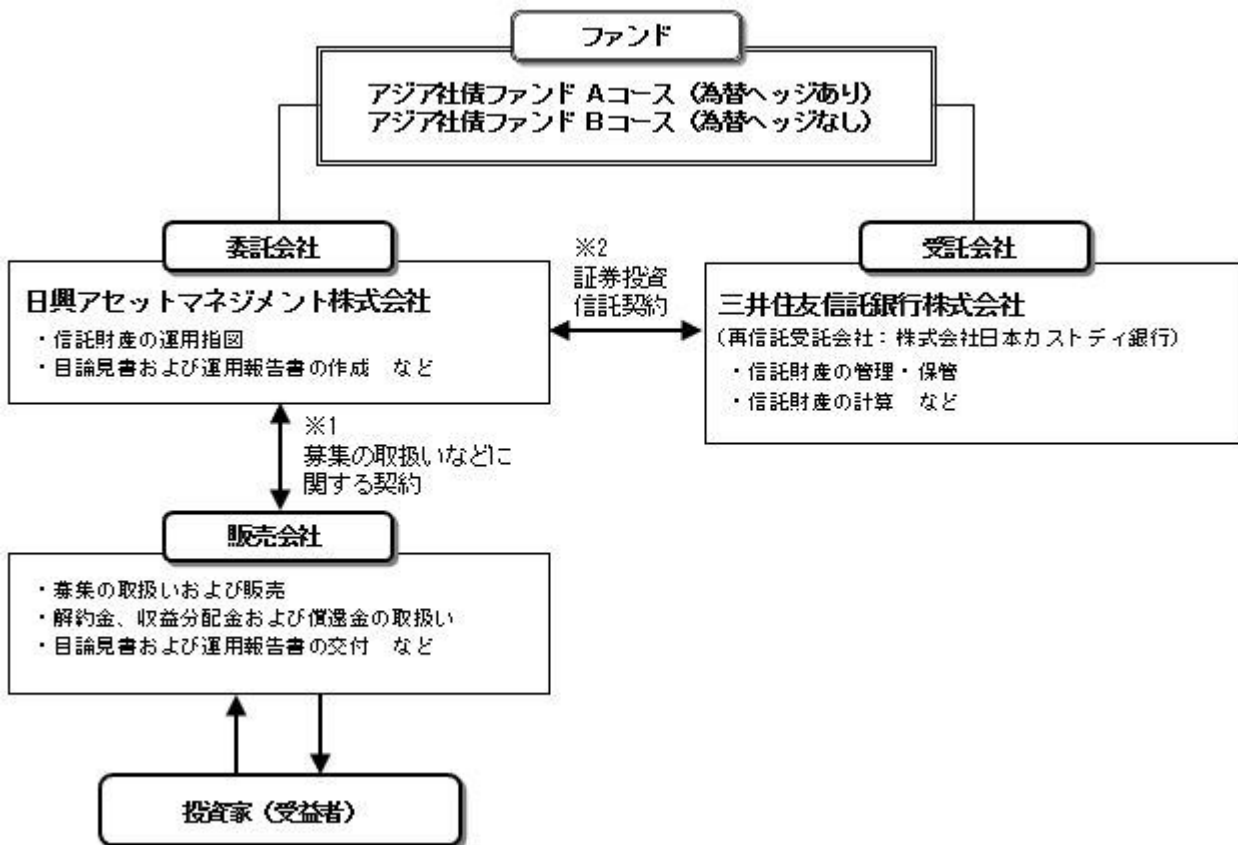 ファンド
アジア社債ファンド Aコース（為替ヘッジあり）
アジア社債ファンド Bコース（為替ヘッジなし）
委託会社
日興アセットマネジメント株式会社
・信託財産の運用指図
・目論見書および運用報告書の作成　など
※2
証券投資
信託契約
受託会社
三井住友信託銀行株式会社
（再信託受託会社：株式会社日本カストディ銀行）
・信託財産の管理・保管
・信託財産の計算　など
※1
募集の取扱いなどに
関する契約
販売会社
・募集の取扱いおよび販売
・解約金、収益分配金および償還金の取扱い
・目論見書および運用報告書の交付　など
投資家（受益者）